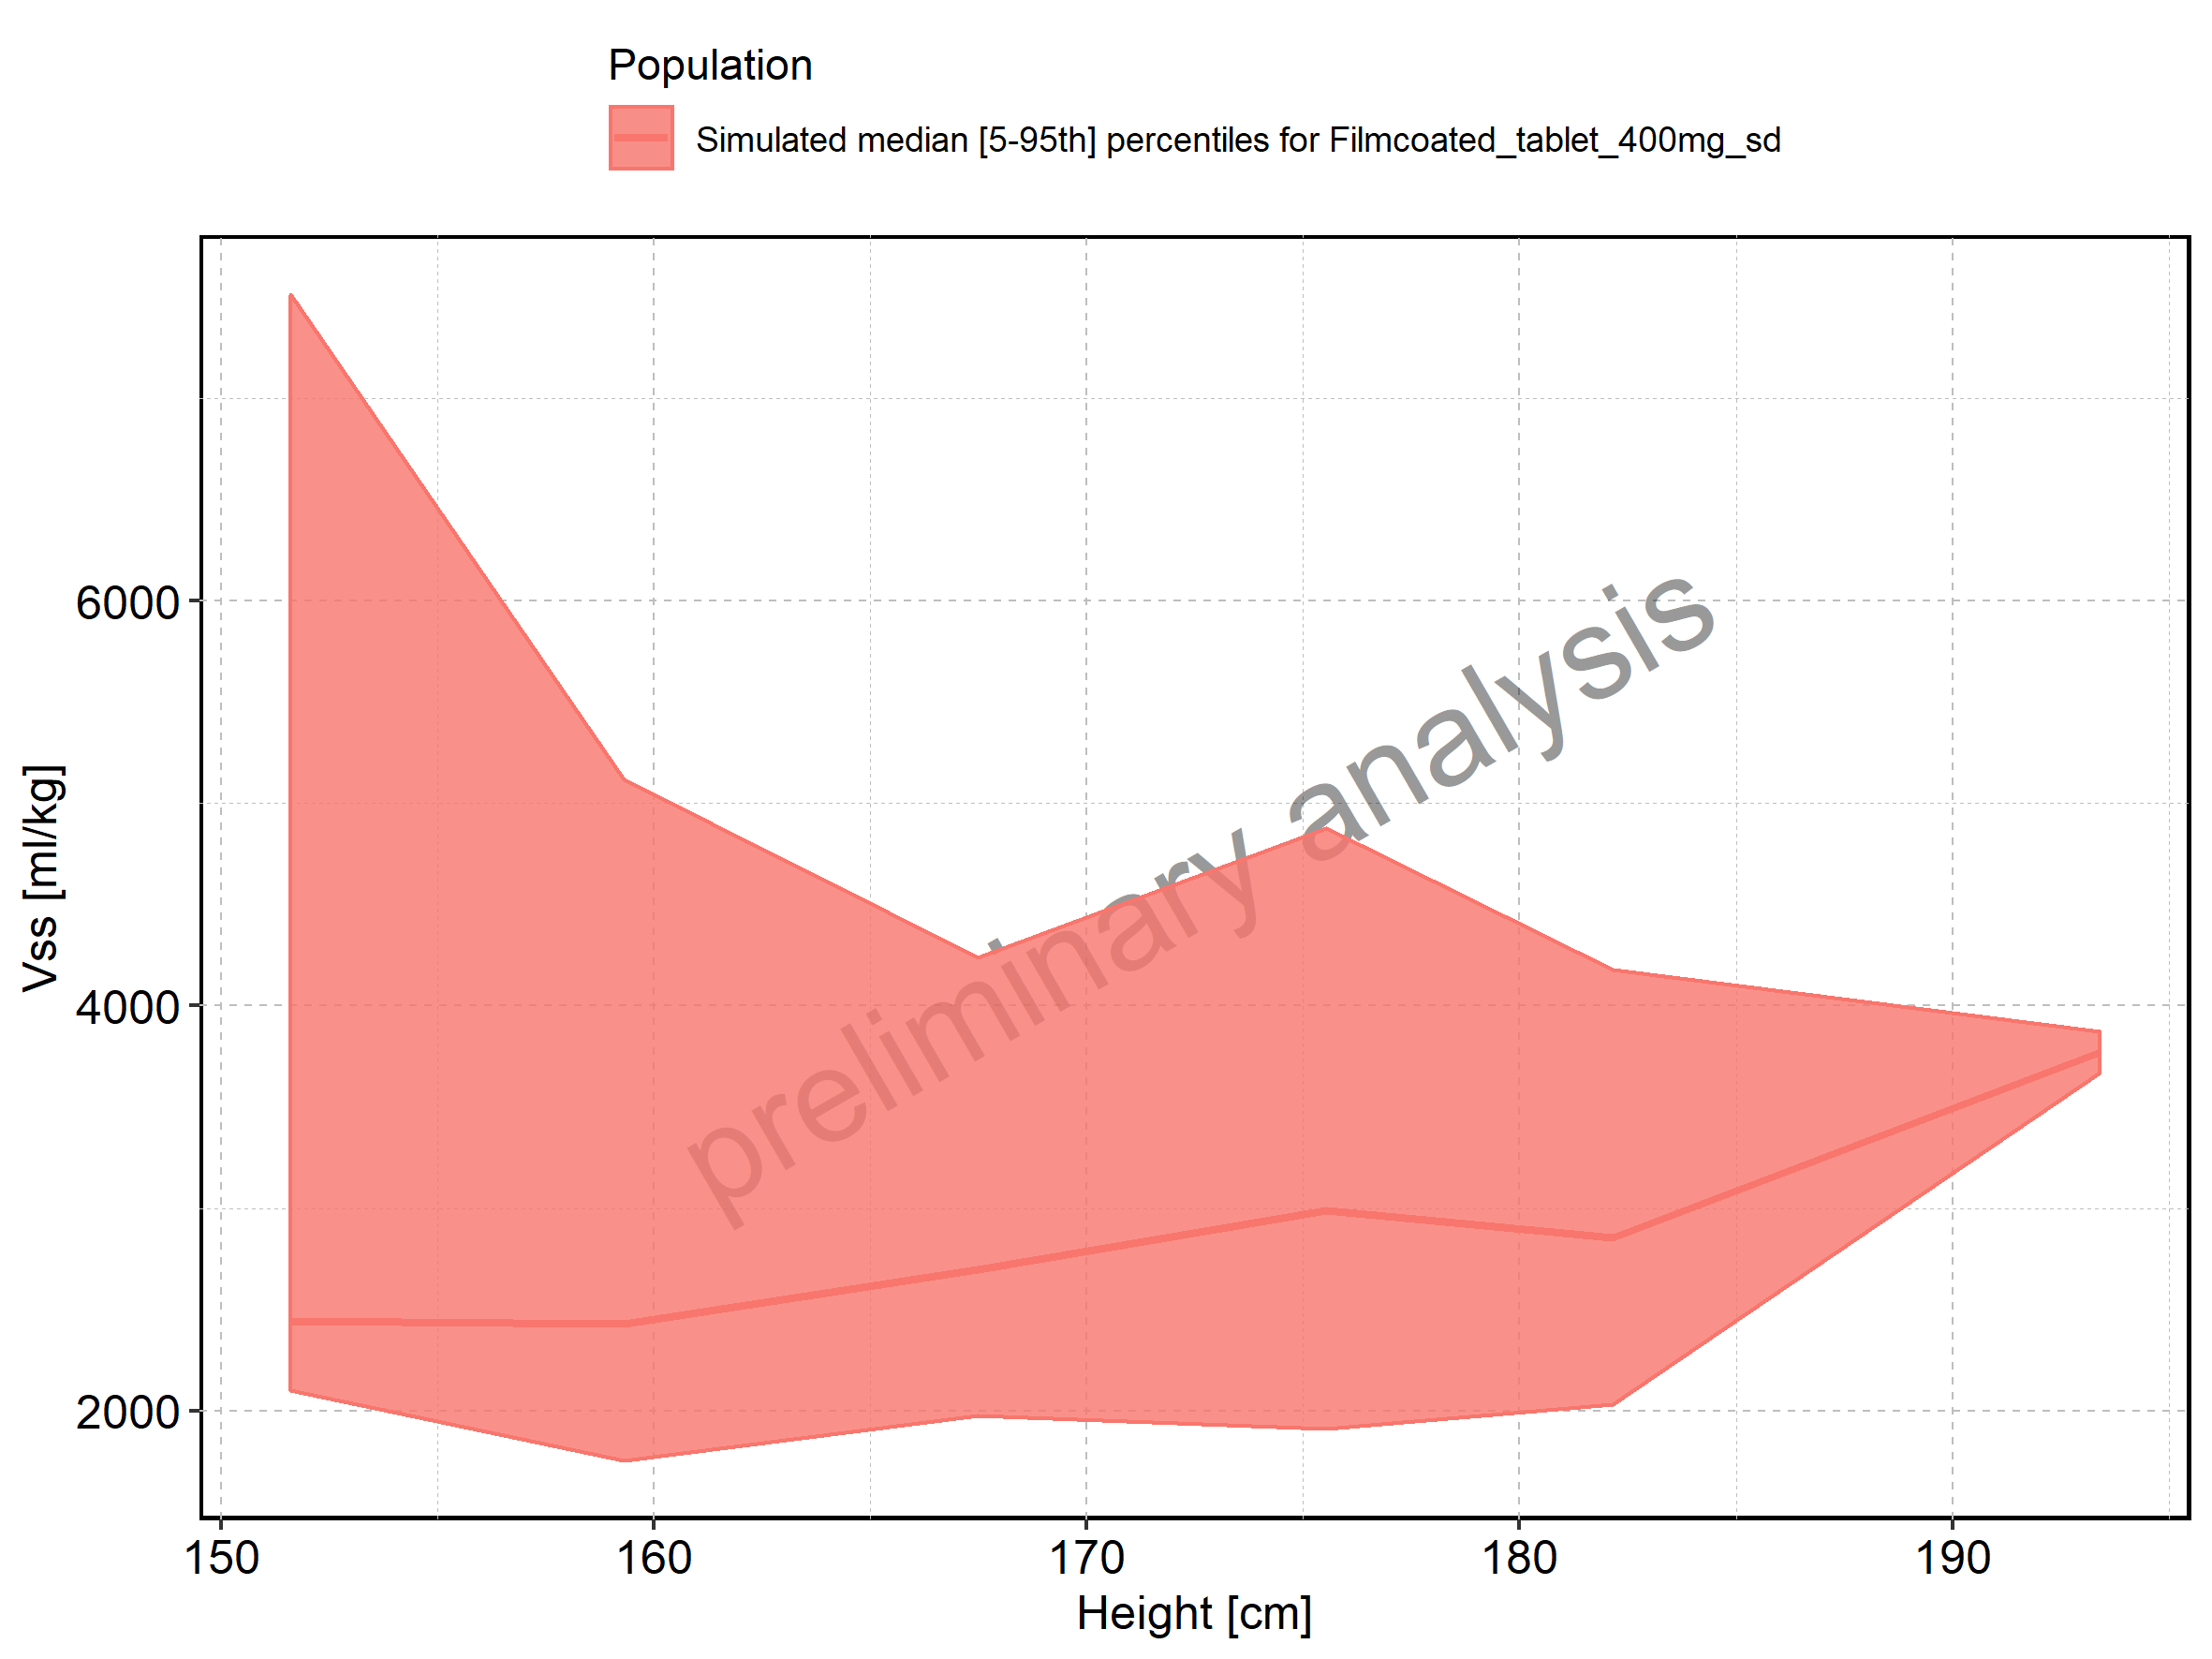 Population
Simulated median [5-95th] percentiles for Filmcoated_tablet_400mg_sd
6000
4000
2000
Vss [ml/kg]
preliminary analysis
150 160 170 180 190
Height [cm]